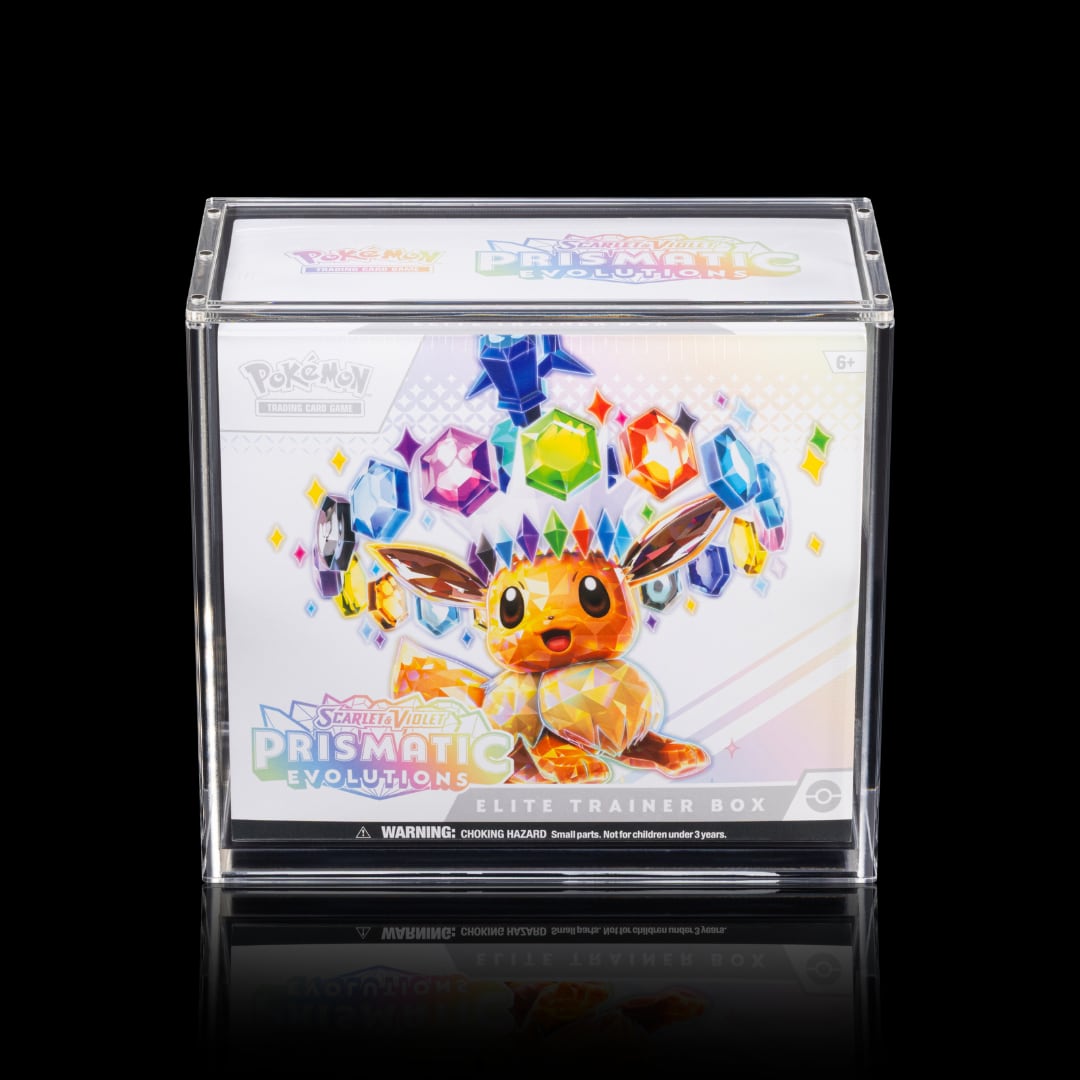 Pokémon
TRADING CARD GAME
SCARLET & VIOLET
PRISMATIC
EVOLUTIONS
Pokémon
TRADING CARD GAME
6+
SCARLET & VIOLET
PRISMATIC
EVOLUTIONS
ELITE TRAINER BOX
WARNING: CHOKING HAZARD Small parts. Not for children under 3 years.